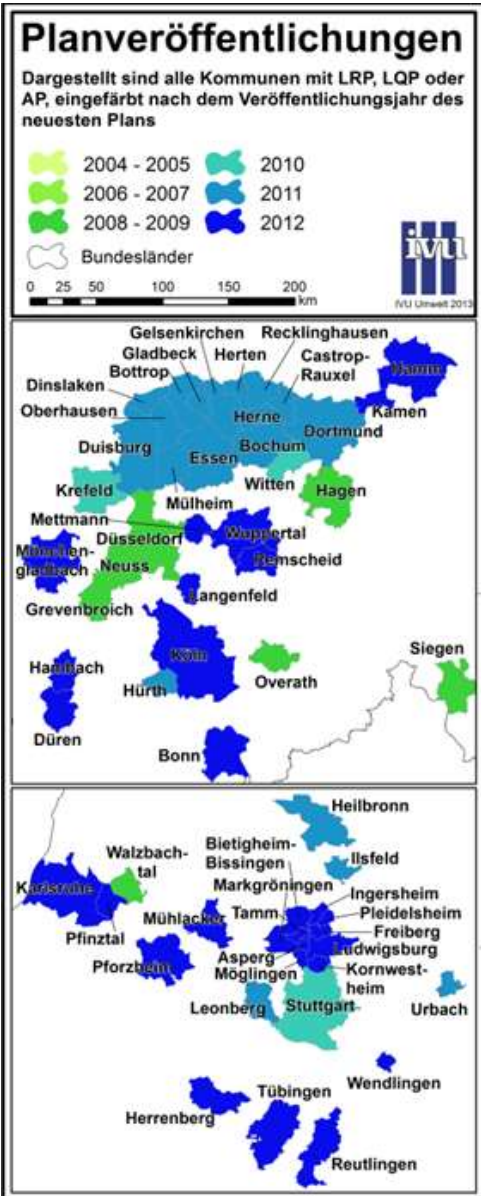 Planveröffentlichungen
Dargestellt sind alle Kommunen mit LRP, LQP oder
AP, eingefärbt nach dem Veröffentlichungsjahr des
neuesten Plans
2004 - 2005
2010
2006 - 2007
2011
2008 - 2009
2012
Bundesländer
0 25 50 100 150 200
km
ivu
IVU Umwelt 2013
Gelsenkirchen
Recklinghausen
Gladbeck
Herten
Castrop-
Rauxel
Bottrop
Hamm
Dinslaken
Kamen
Oberhausen
Herne
Dortmund
Duisburg
Essen
Bochum
Krefeld
Mülheim
Witten
Hagen
Mettmann
Düsseldorf
Wuppertal
München-
gladbach
Neuss
Remscheid
Grevenbroich
Langenfeld
Köln
Siegen
Hambach
Hürth
Overath
Düren
Bonn
Heilbronn
Walzbach-
tal
Bietigheim-
Bissingen
Ilsfeld
Karlsruhe
Markgröningen
Ingersheim
Mühlacker
Tamm
Pleidelsheim
Pfinztal
Freiberg
Ludwigsburg
Pforzheim
Asperg
Möglingen
Kornwest-
heim
Leonberg
Stuttgart
Urbach
Wendlingen
Tübingen
Herrenberg
Reutlingen